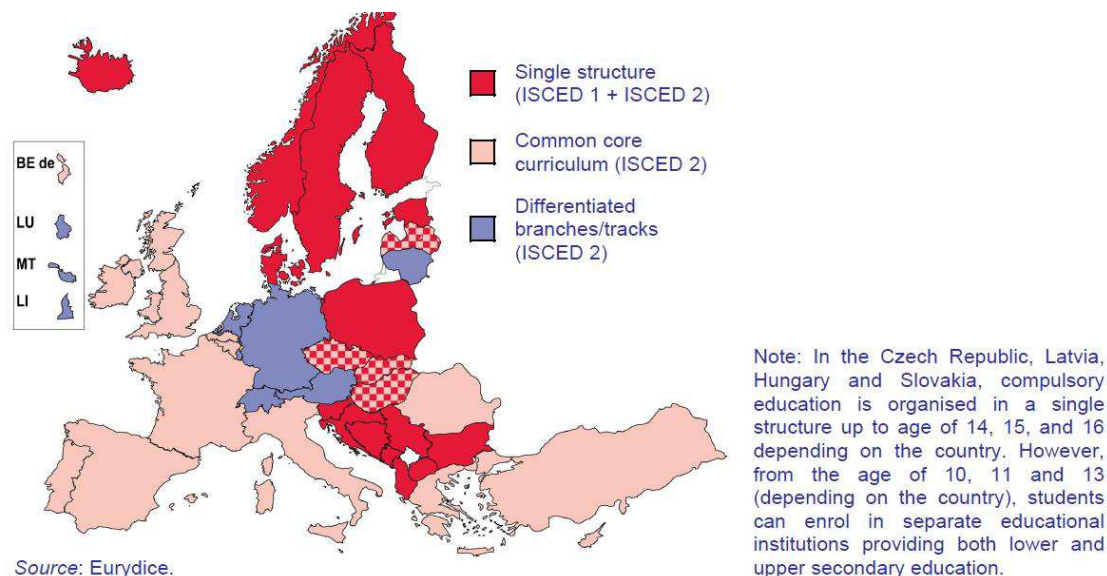 Single structure
(ISCED 1 + ISCED 2)
Common core
curriculum (ISCED 2)
Differentiated
branches/tracks
(ISCED 2)
BE de
LU
MT
LI
Note: In the Czech Republic, Latvia,
Hungary and Slovakia, compulsory
education is organised in a single
structure up to age of 14, 15, and 16
depending on the country. However,
from the age of 10, 11 and 13
(depending on the country), students
can enrol in separate educational
institutions providing both lower and
upper secondary education.
Source: Eurydice.